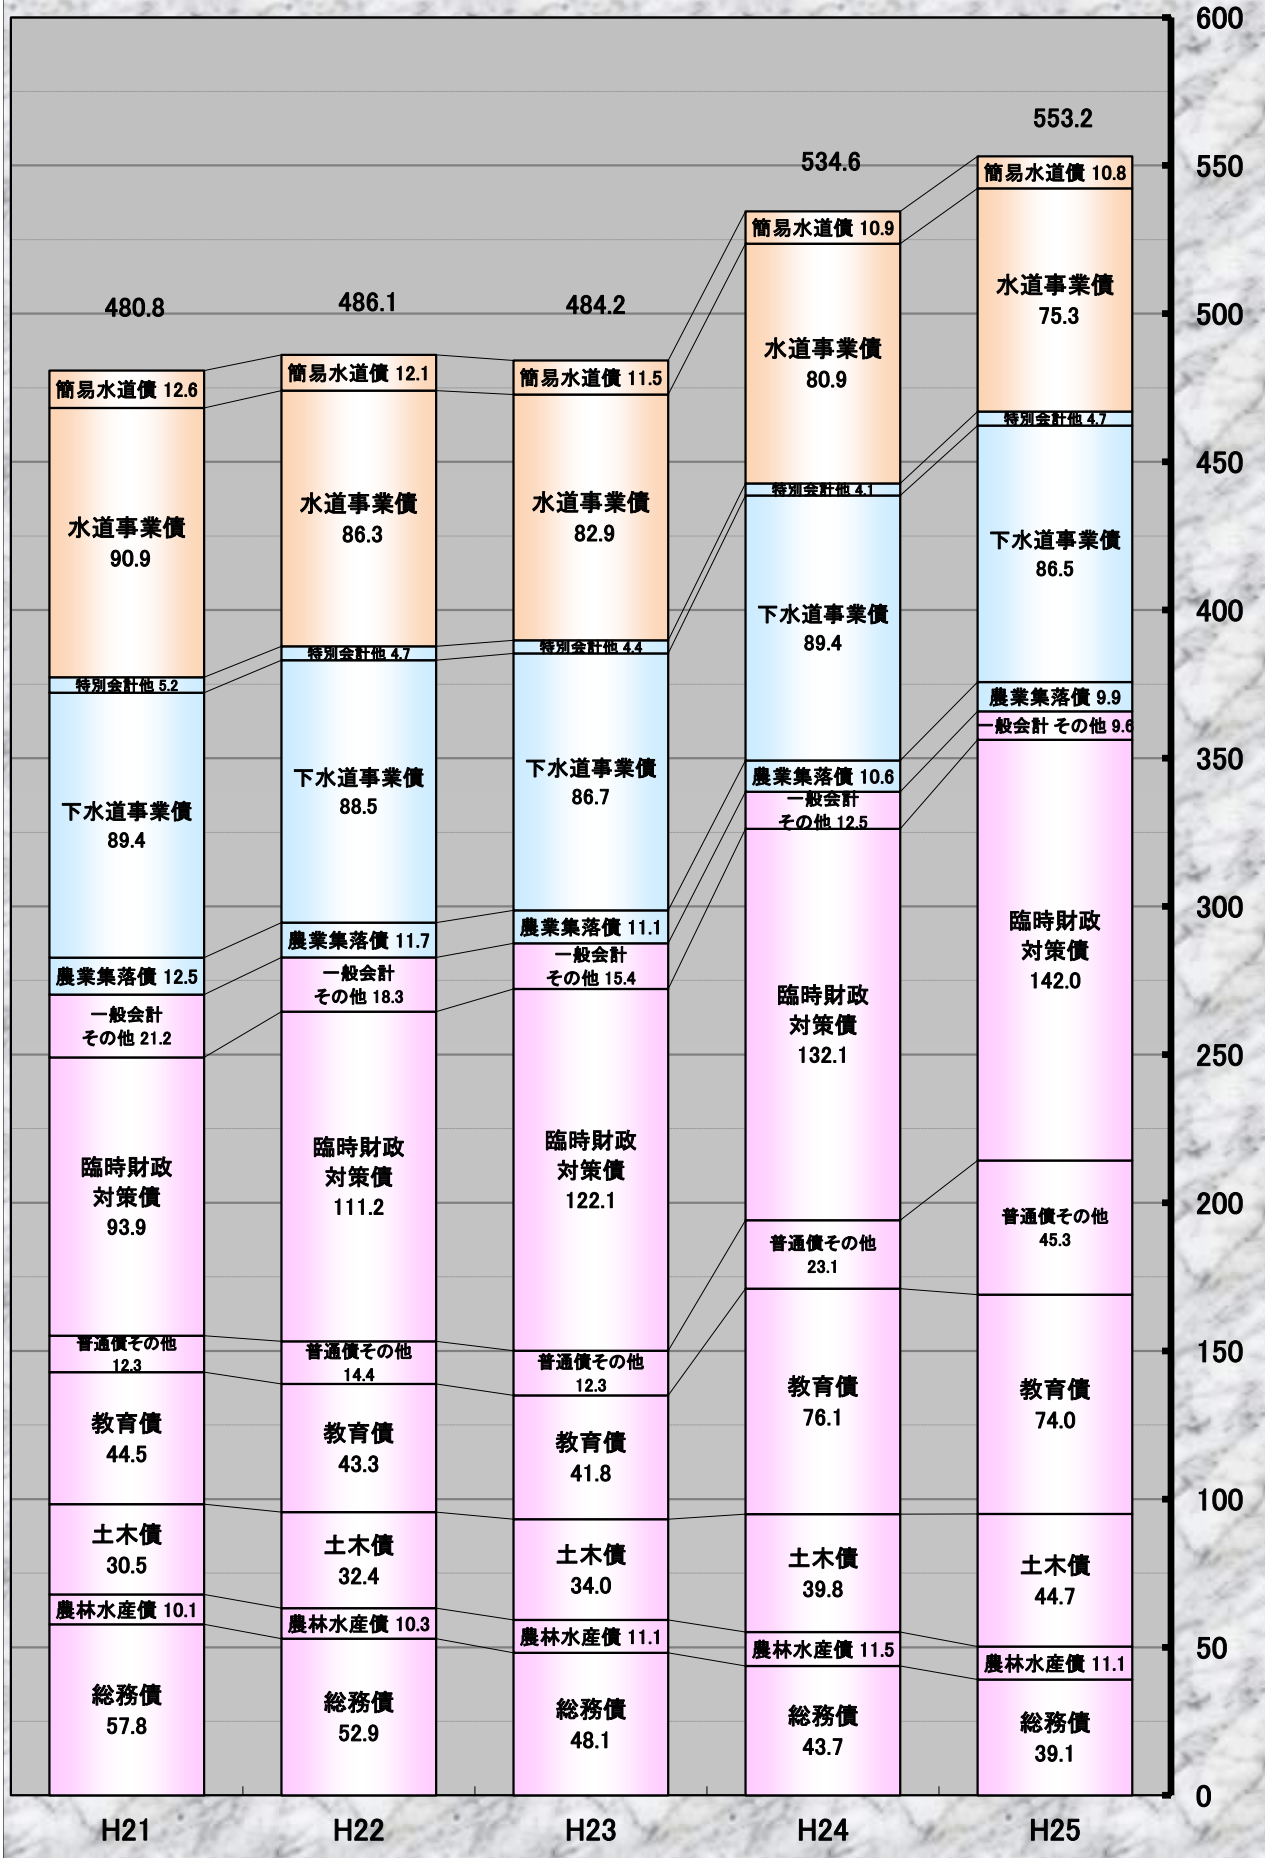 600
550
500
450
400
350
300
250
200
150
100
50
0
480.8
簡易水道債 12.6
水道事業債
90.9
特別会計他 5.2
下水道事業債
89.4
農業集落債 12.5
一般会計
その他 21.2
臨時財政
対策債
93.9
普通債その他
12.3
教育債
44.5
土木債
30.5
農林水産債 10.1
総務債
57.8
H21
486.1
簡易水道債 12.1
水道事業債
86.3
特別会計他 4.7
下水道事業債
88.5
農業集落債 11.7
一般会計
その他 18.3
臨時財政
対策債
111.2
普通債その他
14.4
教育債
43.3
土木債
32.4
農林水産債 10.3
総務債
52.9
H22
484.2
簡易水道債 11.5
水道事業債
82.9
特別会計他 4.4
下水道事業債
86.7
農業集落債 11.1
一般会計
その他 15.4
臨時財政
対策債
122.1
普通債その他
12.3
教育債
41.8
土木債
34.0
農林水産債 11.1
総務債
48.1
H23
534.6
簡易水道債 10.9
水道事業債
80.9
特別会計他 4.1
下水道事業債
89.4
農業集落債 10.6
一般会計
その他 12.5
臨時財政
対策債
132.1
普通債その他
23.1
教育債
76.1
土木債
39.8
農林水産債 11.5
総務債
43.7
H24
553.2
簡易水道債 10.8
水道事業債
75.3
特別会計他 4.7
下水道事業債
86.5
農業集落債 9.9
一般会計 その他 9.6
臨時財政
対策債
142.0
普通債その他
45.3
教育債
74.0
土木債
44.7
農林水産債 11.1
総務債
39.1
H25